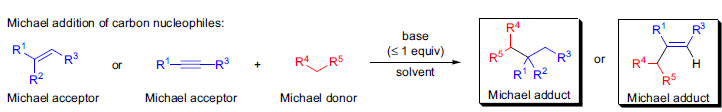 Michael addition of carbon nucleophiles:
R1 R3 R2
or
R1 R3
+
R4 R5
base
(≤ 1 equiv)
solvent
R4 R5 R3 R1 R2
or
R1 R3 R4 H R5
Michael acceptor
Michael acceptor
Michael donor
Michael adduct
Michael adduct